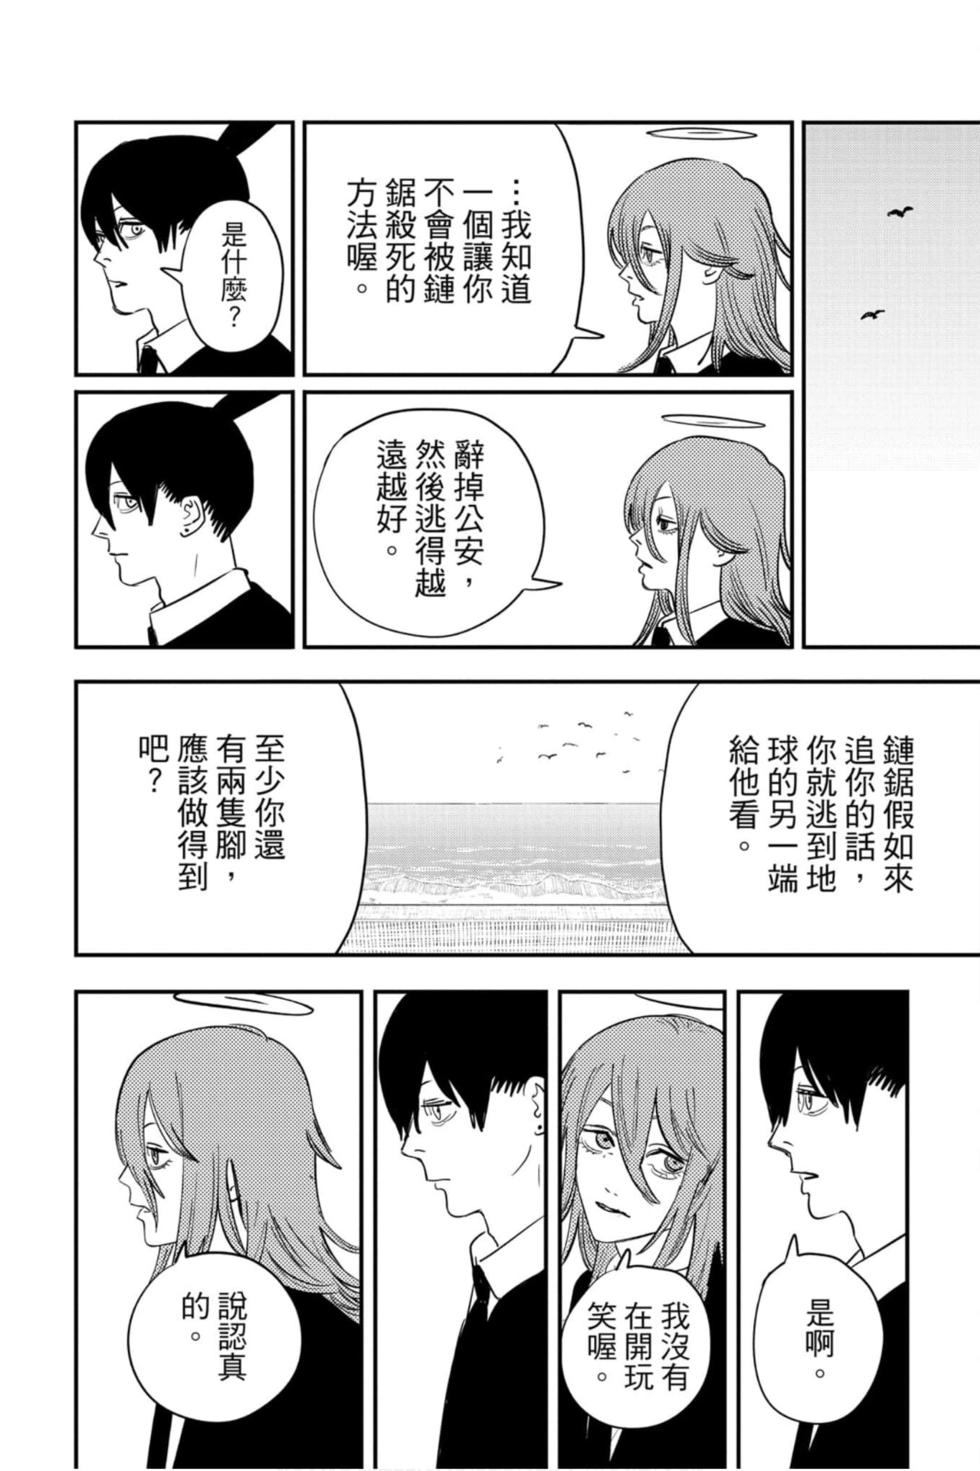 …我知道
一個讓你
不會被鏈
鋸殺死的
方法喔。
是什麼？
辭掉公安，
然後逃得越
遠越好。
鏈鋸假如來
追你的話，
你就逃到地
球的另一端
給他看。
至少你還
有兩隻腳，
應該做得到
吧？
是啊。
我沒有
在開玩
笑喔。
說認真
的。